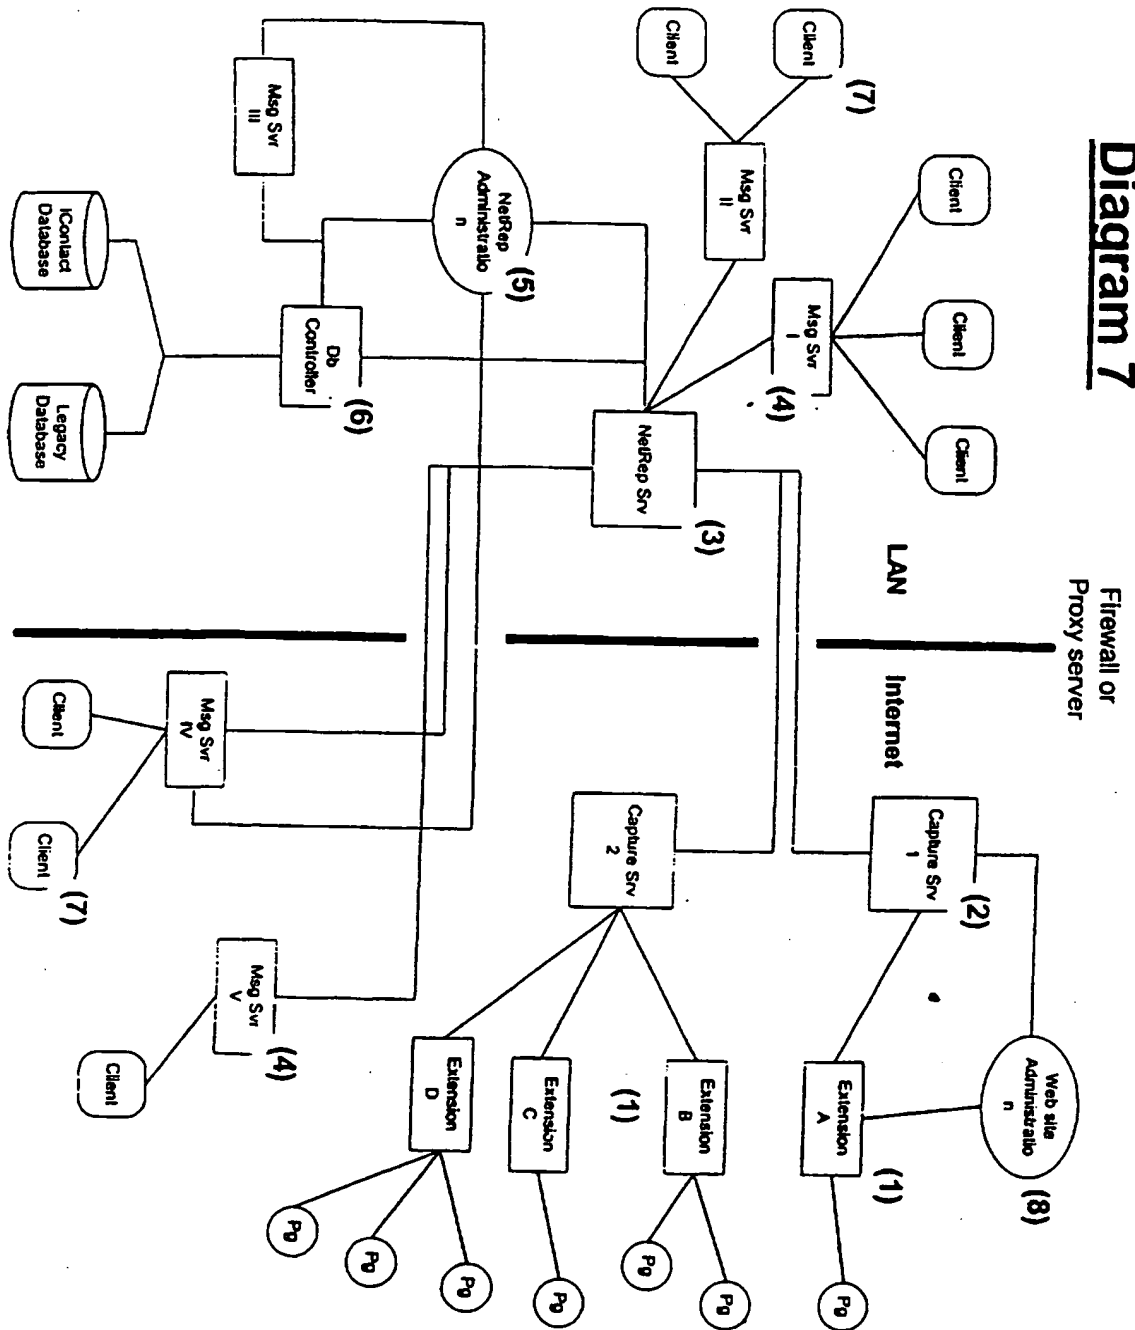 Diagram 7
Firewall or
Proxy server
LAN
Internet
Client
Client
Client
Client
Client
(7)
Msg Svr
I
(4)
Msg Svr
II
NetRep Srv
(3)
NetRep
Administratio
n
(5)
Msg Svr
III
Db
Controller
(6)
IContact
Database
Legacy
Database
Web site
Administratio
n
(8)
Capture Srv
1
(2)
Extension
A
(1)
Pg
Capture Srv
2
Extension
B
(1)
Pg
Pg
Extension
C
Pg
Extension
D
Pg
Pg
Pg
Msg Svr
IV
Client
Client
(7)
Msg Svr
V
(4)
Client